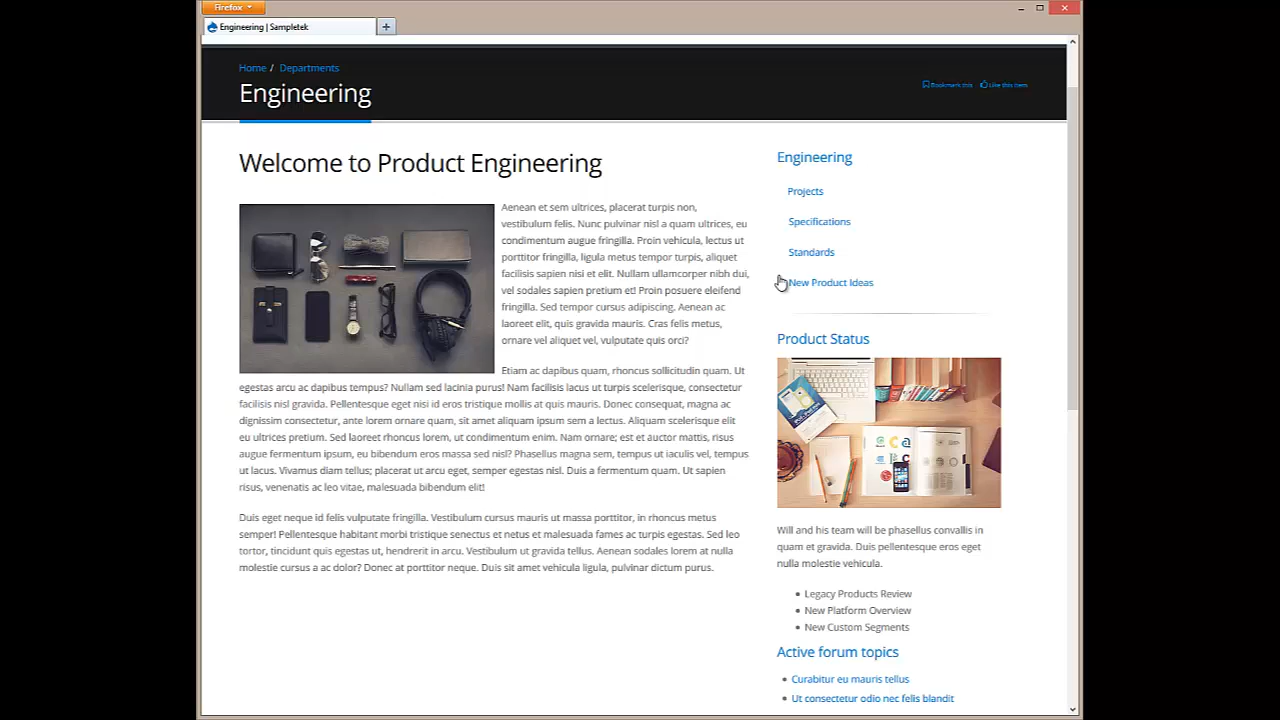 Firefox
Engineering | Sampletek
Home / Departments
Engineering
Bookmark this Like this item
Welcome to Product Engineering
Aenean et sem ultrices, placerat turpis non,
vestibulum felis. Nunc pulvinar nisl a quam ultrices, eu
condimentum augue fringilla. Proin vehicula, lectus ut
porttitor fringilla, ligula metus tempor turpis, aliquet
facilisis sapien nisi et elit. Nullam ullamcorper nibh dui,
vel sodales sapien pretium et! Proin posuere eleifend
fringilla. Sed tempor cursus adipiscing. Aenean ac
laoreet elit, quis gravida mauris. Cras felis metus,
ornare vel aliquet vel, vulputate quis orci?
Etiam ac dapibus quam, rhoncus sollicitudin quam. Ut
egestas arcu ac dapibus tempus? Nullam sed lacinia purus! Nam facilisis lacus ut turpis scelerisque, consectetur
facilisis nisl gravida. Pellentesque eget nisi id eros tristique mollis at quis mauris. Donec consequat, magna ac
dignissim consectetur, ante lorem ornare quam, sit amet aliquam ipsum sem a lectus. Aliquam scelerisque elit
eu ultrices pretium. Sed laoreet rhoncus lorem, ut condimentum enim. Nam ornare; est et auctor mattis, risus
augue fermentum ipsum, eu bibendum eros massa sed nisl? Phasellus magna sem, tempus ut iaculis vel, tempus
ut lacus. Vivamus diam tellus; placerat ut arcu eget, semper egestas nisl. Duis a fermentum quam. Ut sapien
risus, venenatis ac leo vitae, malesuada bibendum elit!
Duis eget neque id felis vulputate fringilla. Vestibulum cursus mauris ut massa porttitor, in rhoncus metus
semper! Pellentesque habitant morbi tristique senectus et netus et malesuada fames ac turpis egestas. Sed leo
tortor, tincidunt quis egestas ut, hendrerit in arcu. Vestibulum ut gravida tellus. Aenean sodales lorem at nulla
molestie cursus a ac dolor? Donec at porttitor neque. Duis sit amet vehicula ligula, pulvinar dictum purus.
Engineering
Projects
Specifications
Standards
New Product Ideas
Product Status
Will and his team will be phasellus convallis in
quam et gravida. Duis pellentesque eros eget
nulla molestie vehicula.
Legacy Products Review
New Platform Overview
New Custom Segments
Active forum topics
Curabitur eu mauris tellus
Ut consectetur odio nec felis blandit